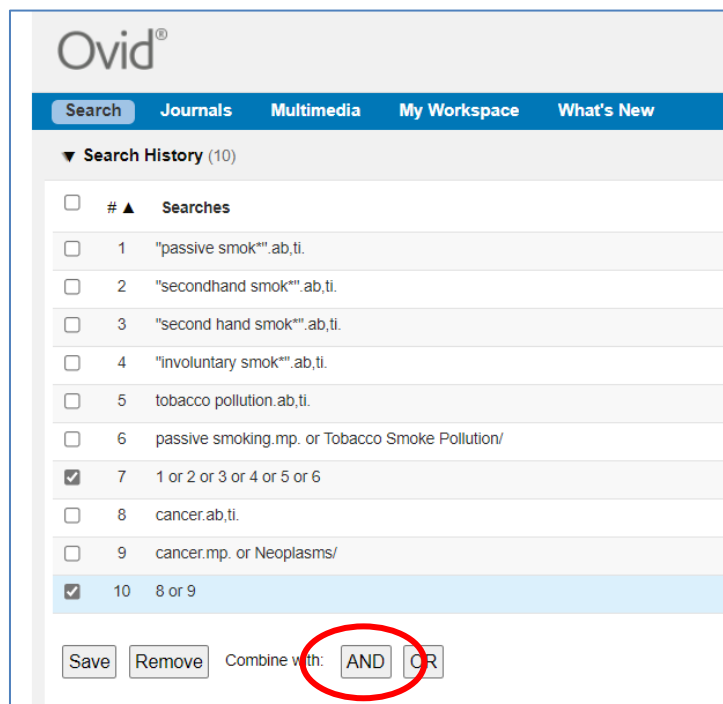 Ovid®
Search Journals Multimedia My Workspace What's New
▼ Search History (10)
# ▲ Searches
1 "passive smok*".ab,ti.
2 "secondhand smok*".ab,ti.
3 "second hand smok*".ab,ti.
4 "involuntary smok*".ab,ti.
5 tobacco pollution.ab,ti.
6 passive smoking.mp. or Tobacco Smoke Pollution/
7 1 or 2 or 3 or 4 or 5 or 6
8 cancer.ab,ti.
9 cancer.mp. or Neoplasms/
10 8 or 9
Save Remove Combine with: AND OR